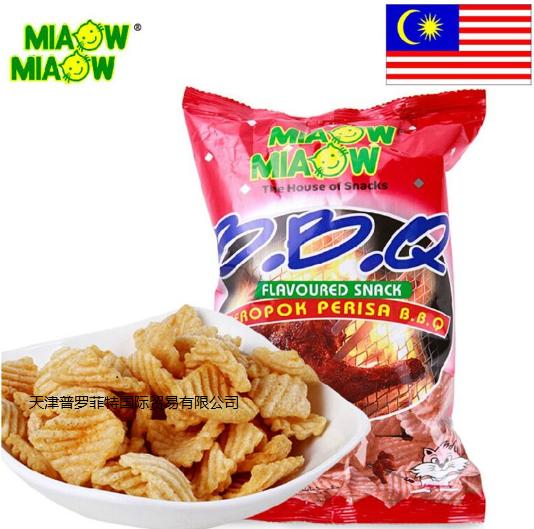 MIAOW ®
MIAOW
MIAOW
MIAOW
The House of Snacks
B.B.Q
FLAVOURED SNACK
EROPOK PERISA B.B.Q
天津普罗菲特国际贸易有限公司